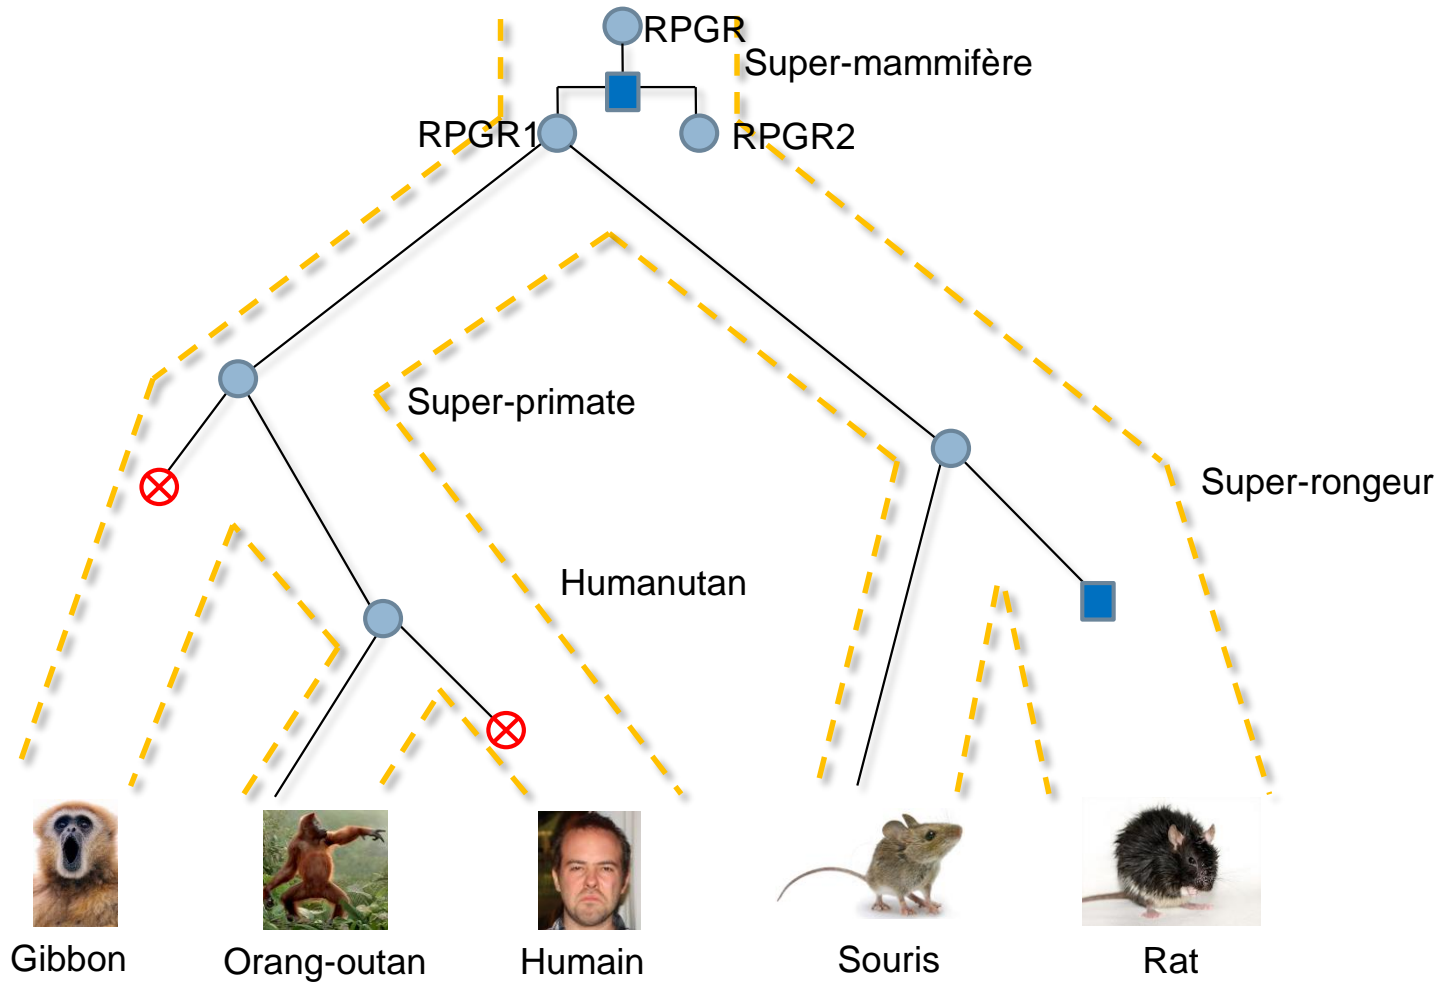 RPGR
Super-mammifère
RPGR1
RPGR2
Super-primate
Super-rongeur
Humanutan
Gibbon
Orang-outan
Humain
Souris
Rat